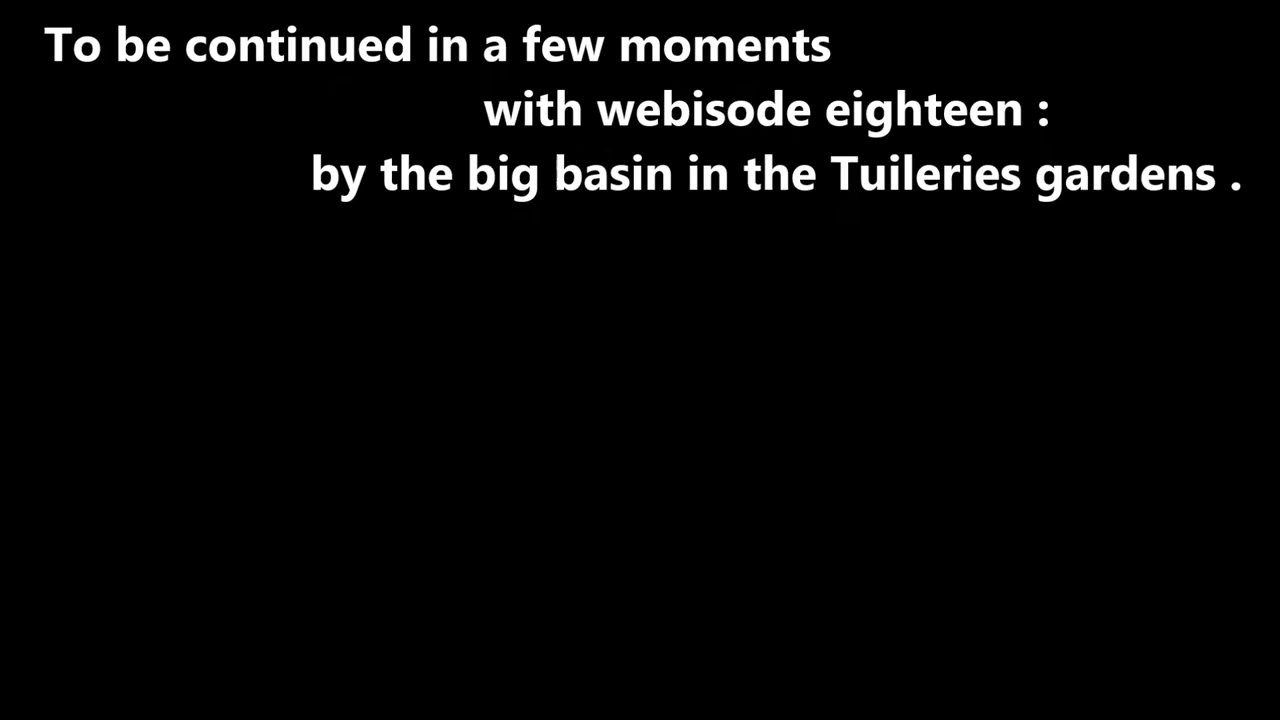 To be continued in a few moments
with webisode eighteen :
by the big basin in the Tuileries gardens .